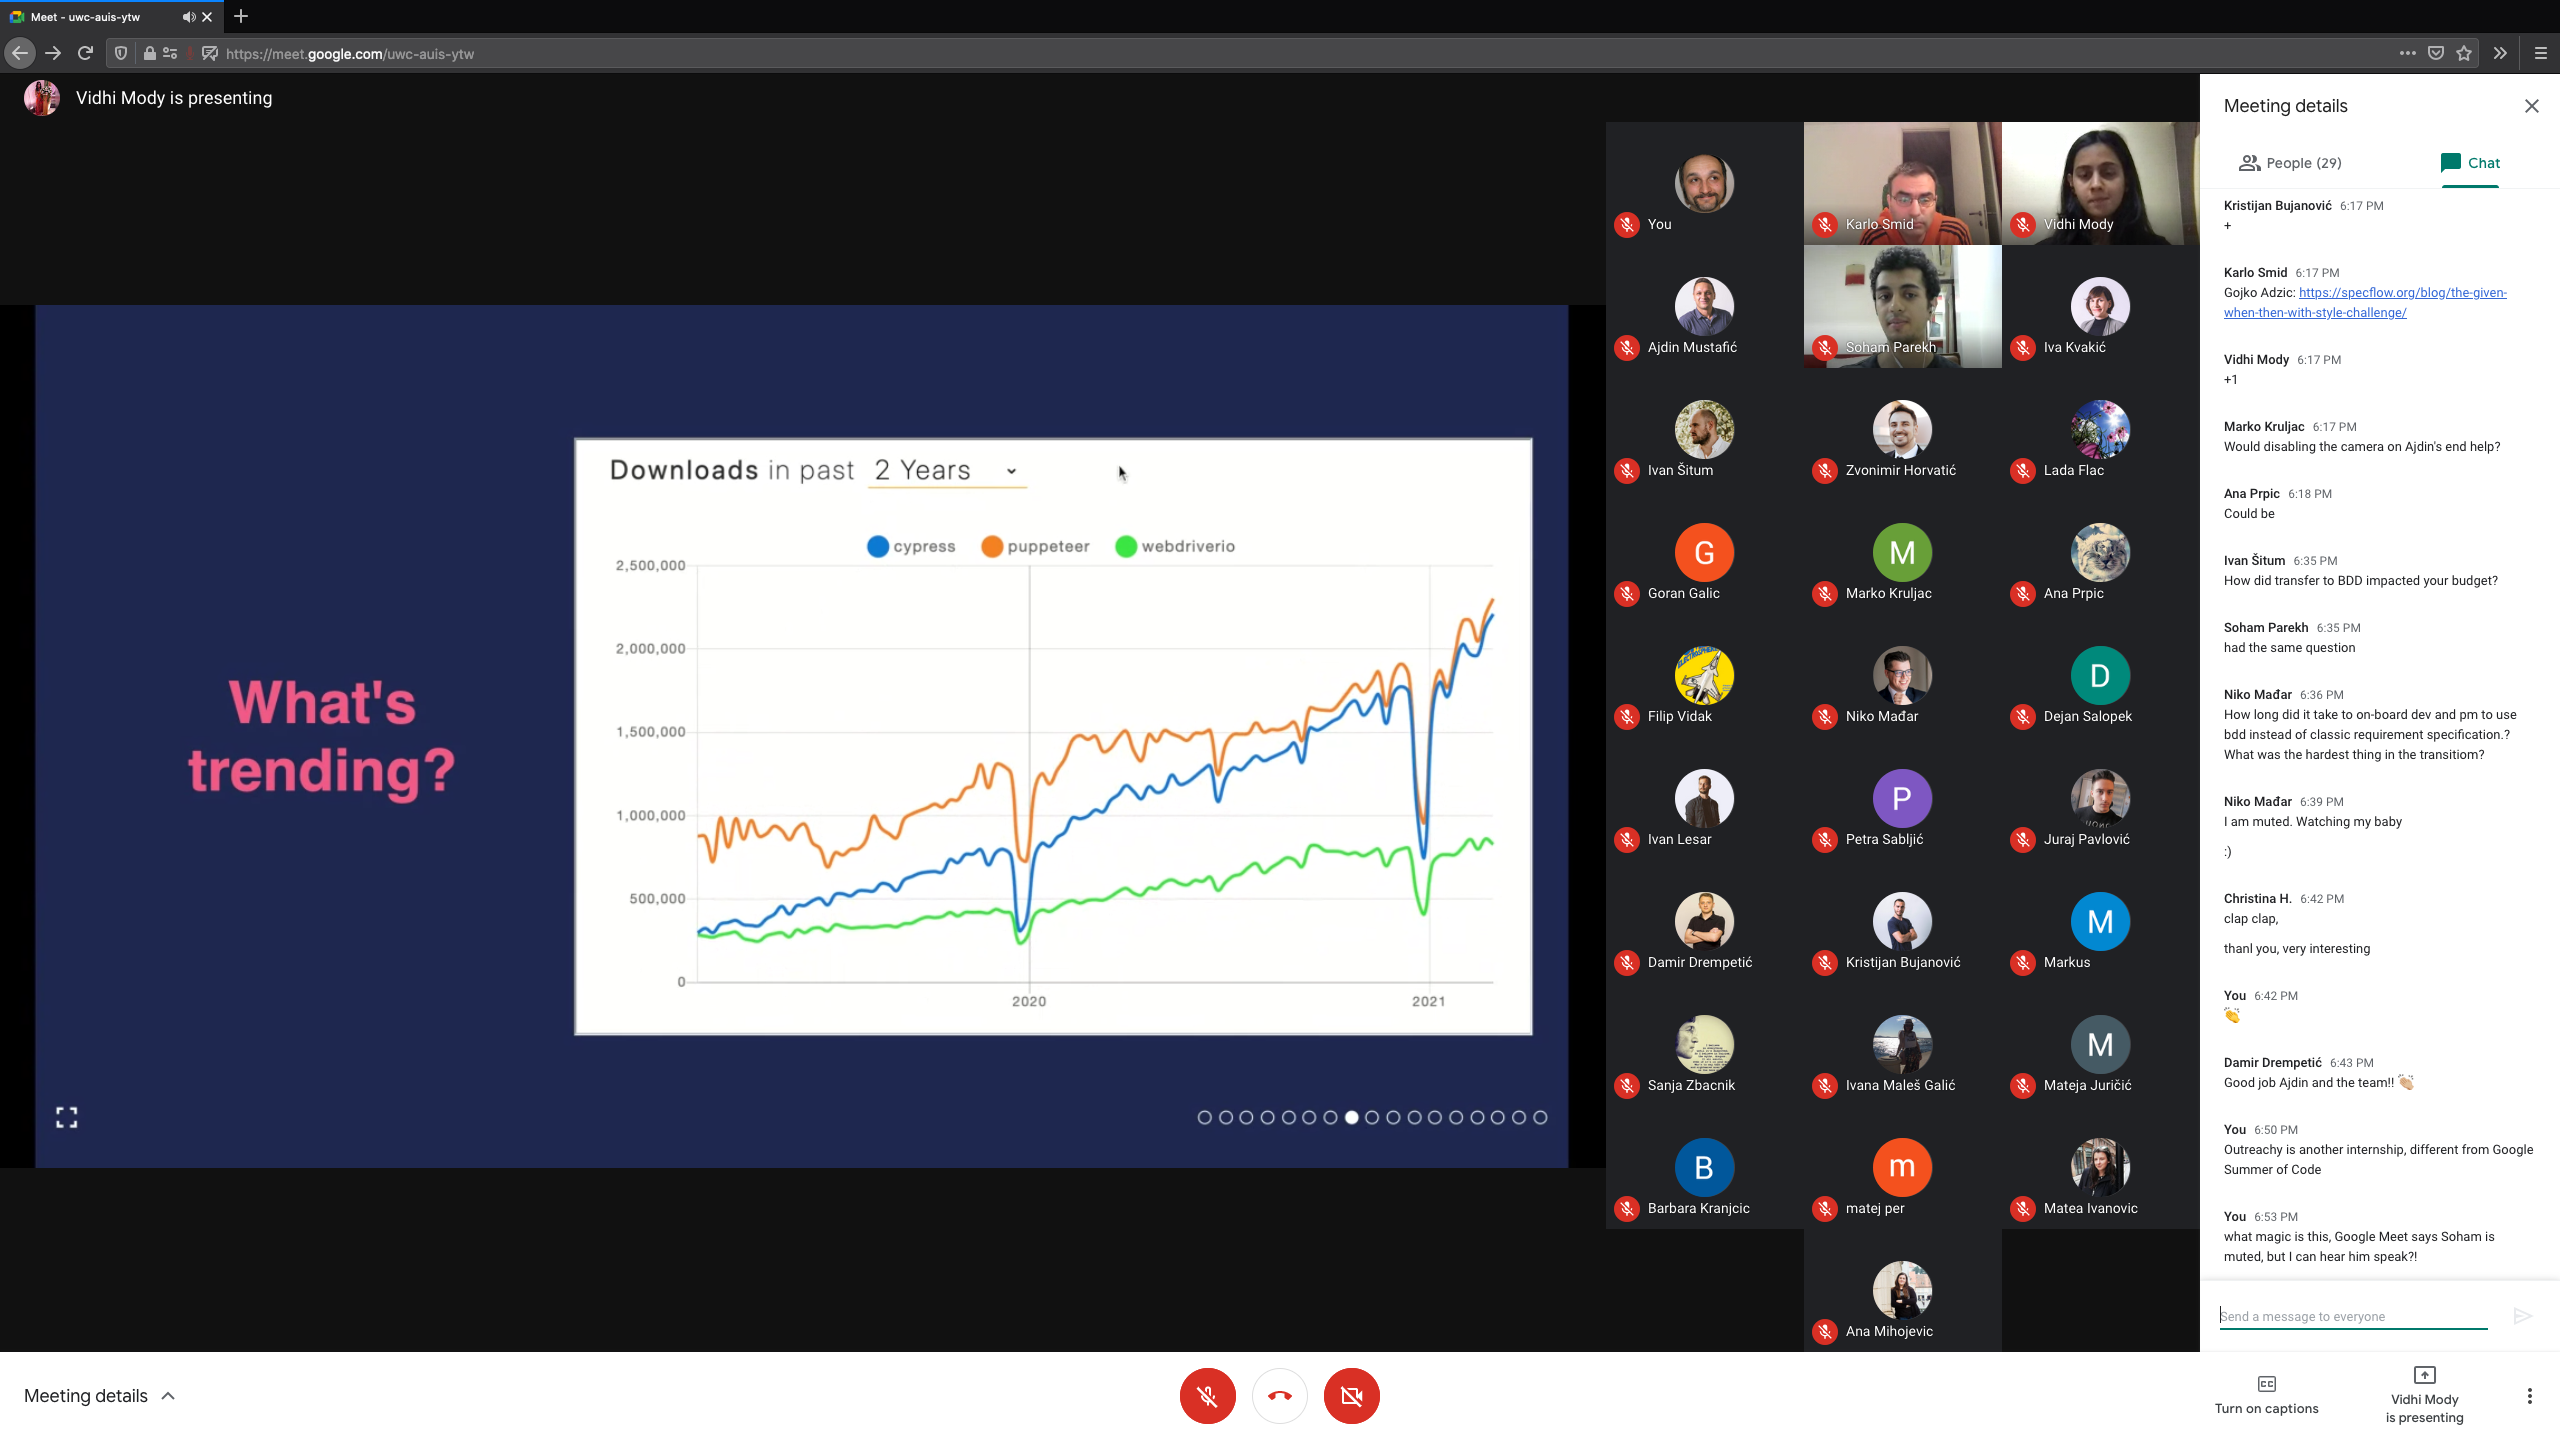 Meet - uwc-auis-ytw
https://meet.google.com/uwc-auis-ytw
Vidhi Mody is presenting
What's
trending?
Downloads in past 2 Years
cypress puppeteer webdriverio
2,500,000
2,000,000
1,500,000
1,000,000
500,000
0
2020 2021
You
Karlo Smid
Vidhi Mody
Ajdin Mustafić
Soham Parekh
Iva Kvakić
Ivan Šitum
Zvonimir Horvatić
Lada Flac
G
M
Goran Galic
Marko Kruljac
Ana Prpic
D
Filip Vidak
Niko Mađar
Dejan Salopek
P
Ivan Lesar
Petra Sabljić
Juraj Pavlović
M
Damir Drempetić
Kristijan Bujanović
Markus
M
Sanja Zbacnik
Ivana Maleš Galić
Mateja Juričić
B
m
Barbara Kranjcic
matej per
Matea Ivanovic
Ana Mihojevic
Meeting details
People (29)
Chat
Kristijan Bujanović 6:17 PM
+
Karlo Smid 6:17 PM
Gojko Adzic: https://specflow.org/blog/the-given-
when-then-with-style-challenge/
Vidhi Mody 6:17 PM
+1
Marko Kruljac 6:17 PM
Would disabling the camera on Ajdin's end help?
Ana Prpic 6:18 PM
Could be
Ivan Šitum 6:35 PM
How did transfer to BDD impacted your budget?
Soham Parekh 6:35 PM
had the same question
Niko Mađar 6:36 PM
How long did it take to on-board dev and pm to use
bdd instead of classic requirement specification.?
What was the hardest thing in the transitiom?
Niko Mađar 6:39 PM
I am muted. Watching my baby
:)
Christina H. 6:42 PM
clap clap,
thanl you, very interesting
You 6:42 PM
👏
Damir Drempetić 6:43 PM
Good job Ajdin and the team!! 👏🏼
You 6:50 PM
Outreachy is another internship, different from Google
Summer of Code
You 6:53 PM
what magic is this, Google Meet says Soham is
muted, but I can hear him speak?!
Send a message to everyone
Meeting details
CC
Turn on captions
Vidhi Mody
is presenting